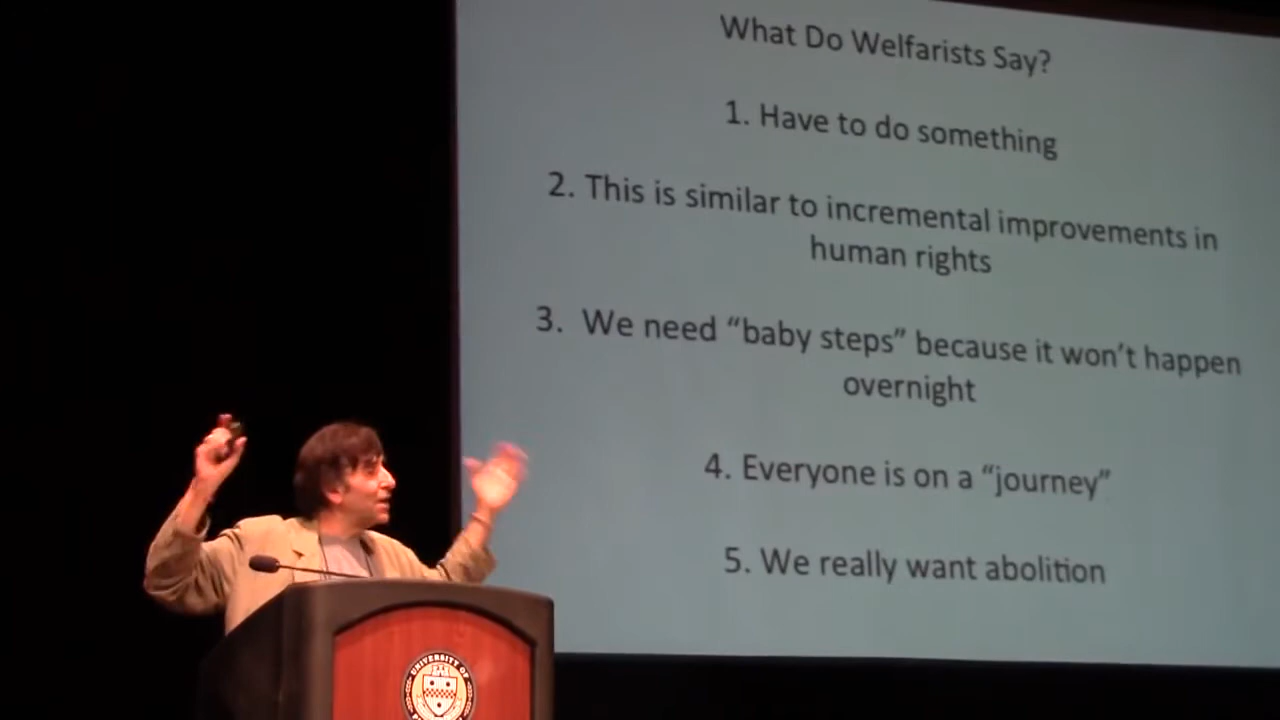 What Do Welfarists Say?
1. Have to do something
2. This is similar to incremental improvements in
human rights
3. We need “baby steps” because it won’t happen
overnight
4. Everyone is on a “journey”
5. We really want abolition
UNIVERSITY OF